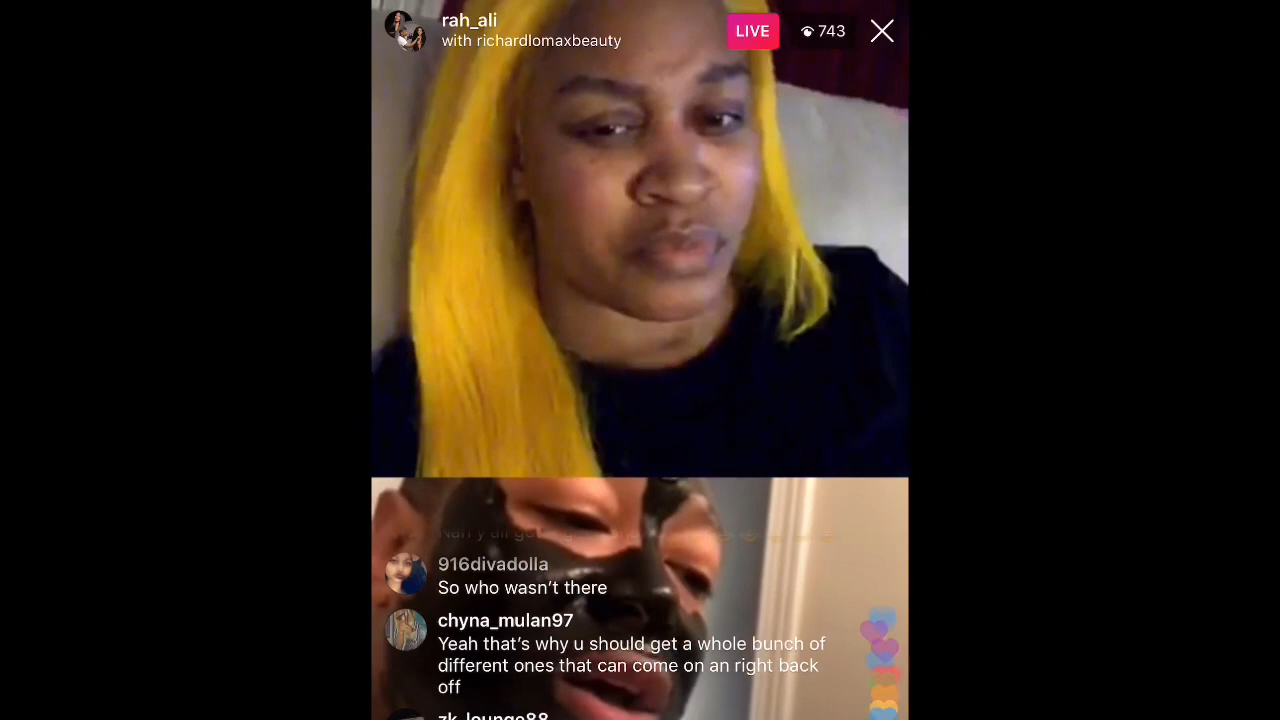 rah_ali
with richardlomaxbeauty
LIVE
743
916divadolla
So who wasn’t there
chyna_mulan97
Yeah that’s why u should get a whole bunch of
different ones that can come on an right back
off
zk_lounge88